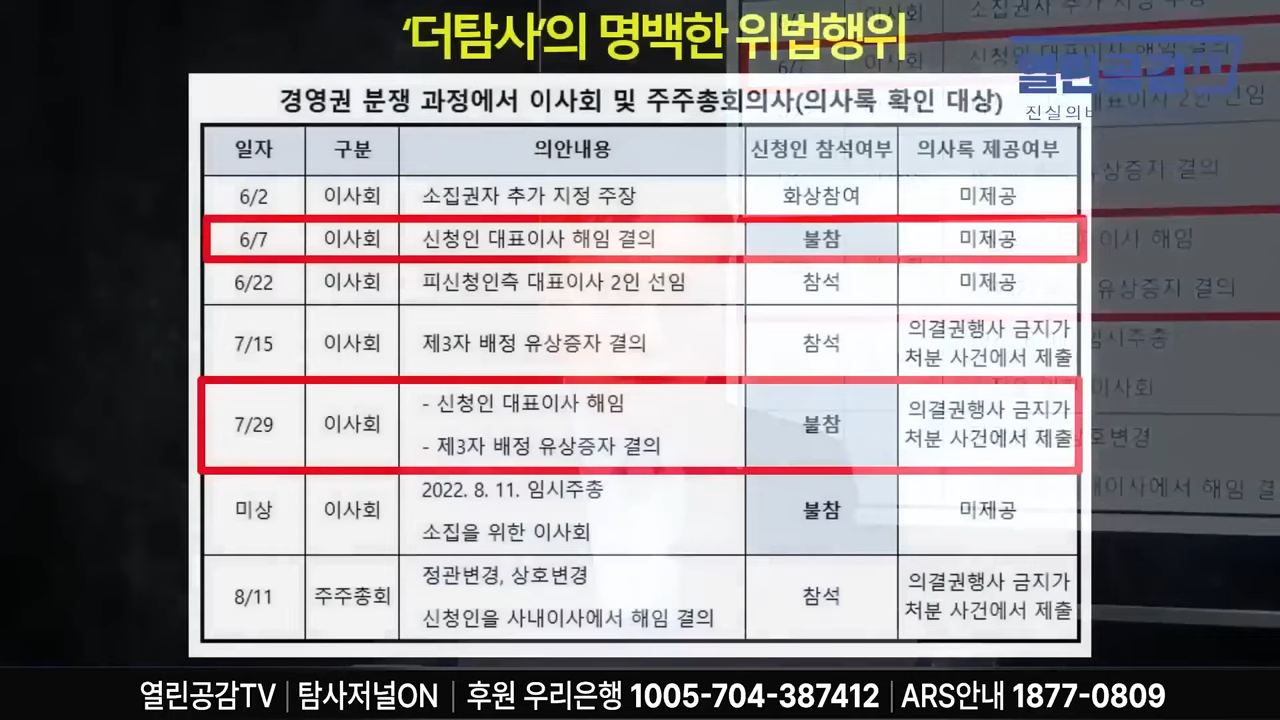 ‘더탐사’의 명백한 위법행위
열린공감TV
경영권 분쟁 과정에서 이사회 및 주주총회의사(의사록 확인 대상)
일자 구분 의안내용 신청인 참석여부 의사록 제공여부
6/2 이사회 소집권자 추가 지정 주장 화상참여 미제공
6/7 이사회 신청인 대표이사 해임 결의 불참 미제공
6/22 이사회 피신청인측 대표이사 2인 선임 참석 미제공
7/15 이사회 제3자 배정 유상증자 결의 참석 의결권행사 금지가
처분 사건에서 제출
7/29 이사회 - 신청인 대표이사 해임 불참 의결권행사 금지가
- 제3자 배정 유상증자 결의 처분 사건에서 제출
미상 이사회 2022. 8. 11. 임시주총 불참 미제공
소집을 위한 이사회
8/11 주주총회 정관변경, 상호변경 참석 의결권행사 금지가
신청인을 사내이사에서 해임 결의 처분 사건에서 제출
열린공감TV | 탐사저널ON | 후원 우리은행 1005-704-387412 | ARS안내 1877-0809